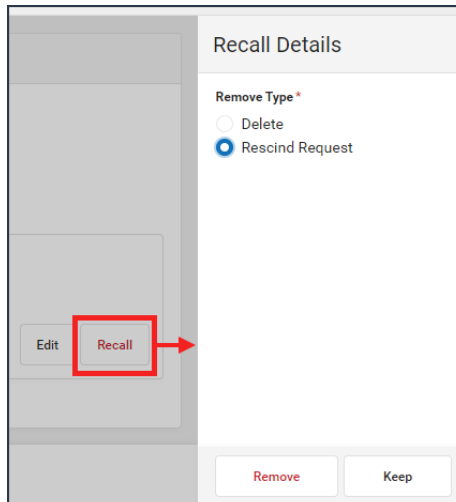 Recall Details
Remove Type *
Delete
Rescind Request
Edit
Recall
Remove
Keep